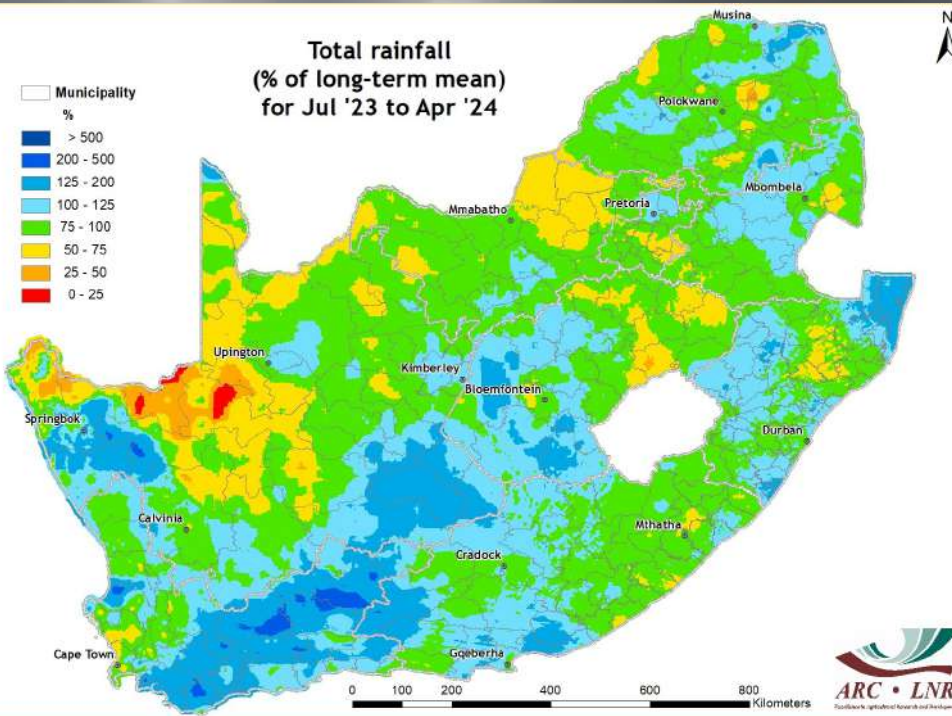 Total rainfall
(% of long-term mean)
for Jul '23 to Apr '24
N
Municipality
%
> 500
200 - 500
125 - 200
100 - 125
75 - 100
50 - 75
25 - 50
0 - 25
Musina
Polokwane
Mbombela
Pretoria
Mmabatho
Upington
Kimberley
Bloemfontein
Springbok
Durban
Calvinia
Mthatha
Cradock
Cape Town
Gqeberha
0 100 200 400 600 800
Kilometers
ARC • LNR